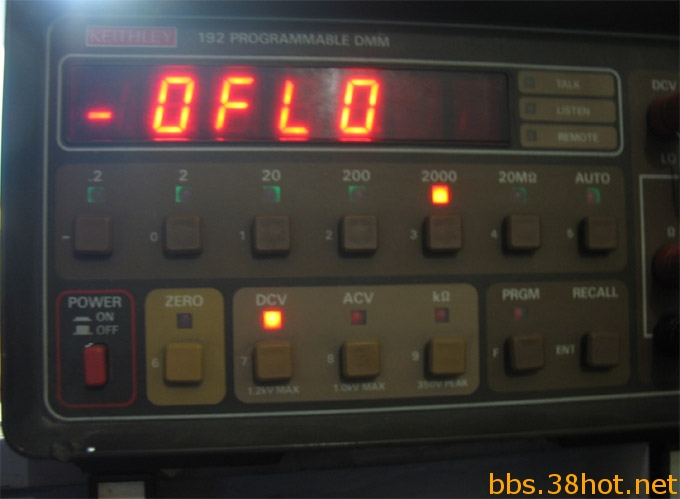 KEITHLEY 192 PROGRAMMABLE DMM
DCV
- OFLO
TALK
LISTEN
REMOTE
LO
.2 2 20 200 2000 20MΩ AUTO
- 0 1 2 3 4 5
Ω
POWER
ON
OFF
ZERO
6
DCV ACV kΩ
7 8 9
1.2kV MAX 1.0kV MAX 350V PEAK
PRGM RECALL
F ENT
bbs.38hot.net